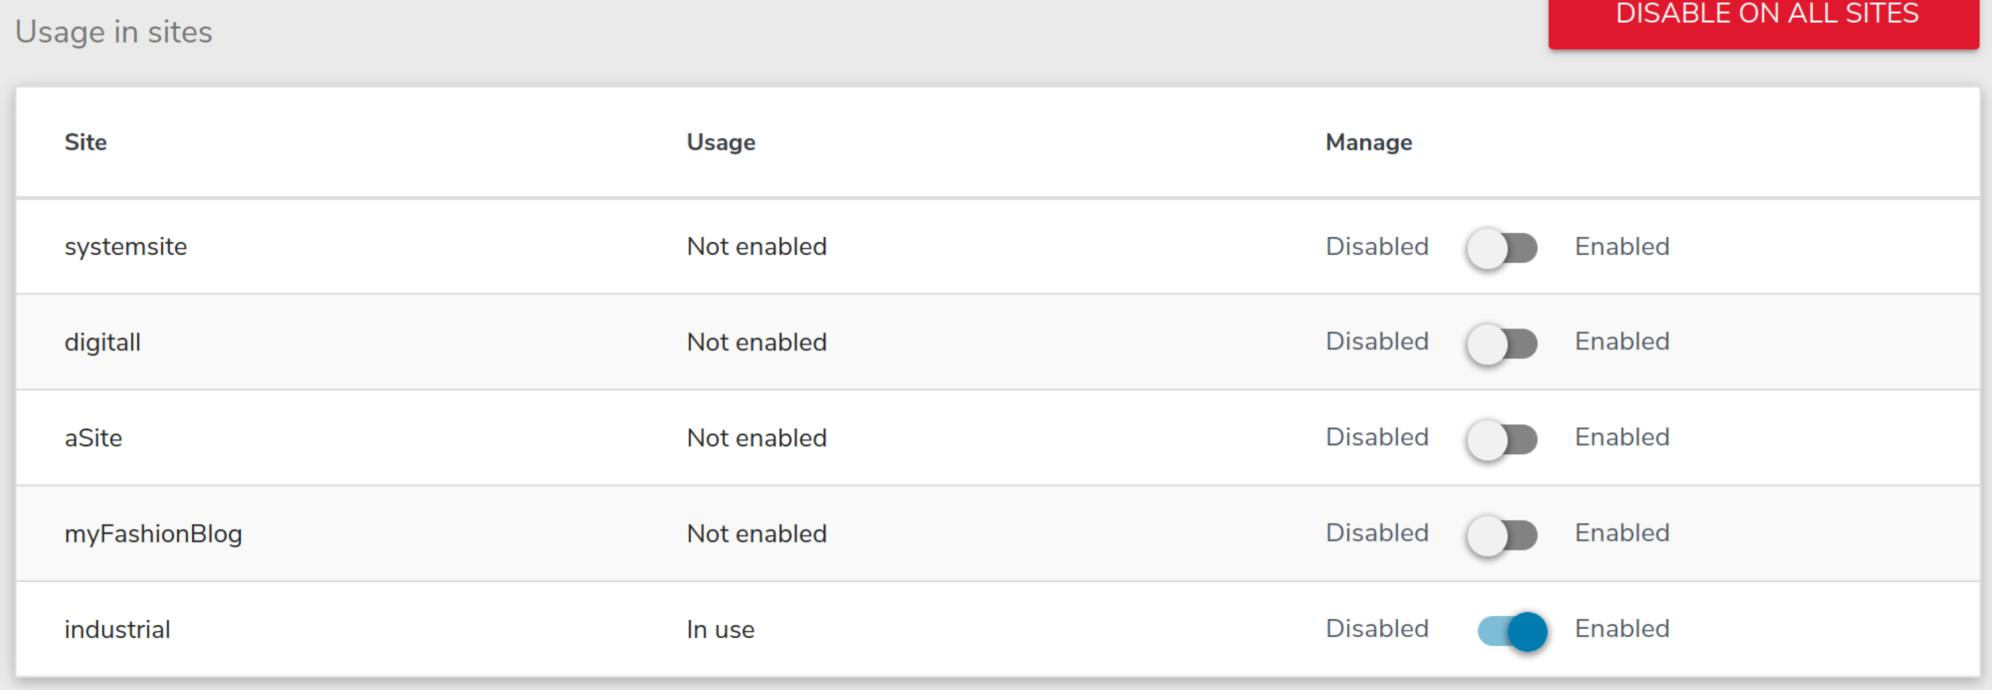 Usage in sites
DISABLE ON ALL SITES
Site Usage Manage
systemsite Not enabled Disabled Enabled
digitall Not enabled Disabled Enabled
aSite Not enabled Disabled Enabled
myFashionBlog Not enabled Disabled Enabled
industrial In use Disabled Enabled